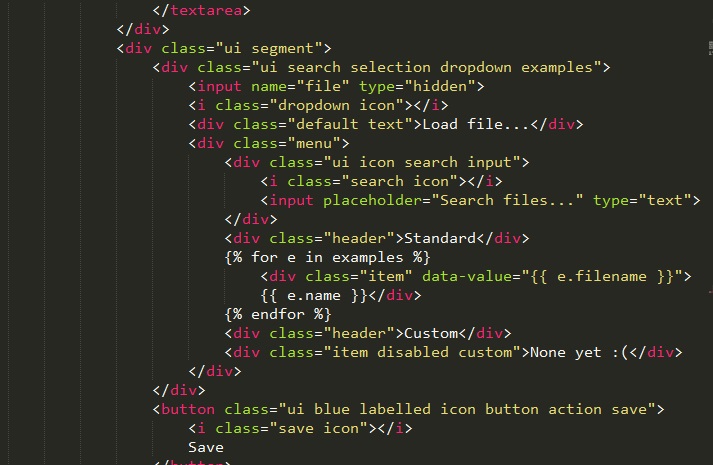 </textarea>
</div>
<div class="ui segment">
<div class="ui search selection dropdown examples">
<input name="file" type="hidden">
<i class="dropdown icon"></i>
<div class="default text">Load file...</div>
<div class="menu">
<div class="ui icon search input">
<i class="search icon"></i>
<input placeholder="Search files..." type="text">
</div>
<div class="header">Standard</div>
{% for e in examples %}
<div class="item" data-value="{{ e.filename }}">
{{ e.name }}</div>
{% endfor %}
<div class="header">Custom</div>
<div class="item disabled custom">None yet :(</div>
</div>
</div>
<button class="ui blue labelled icon button action save">
<i class="save icon"></i>
Save
</button>